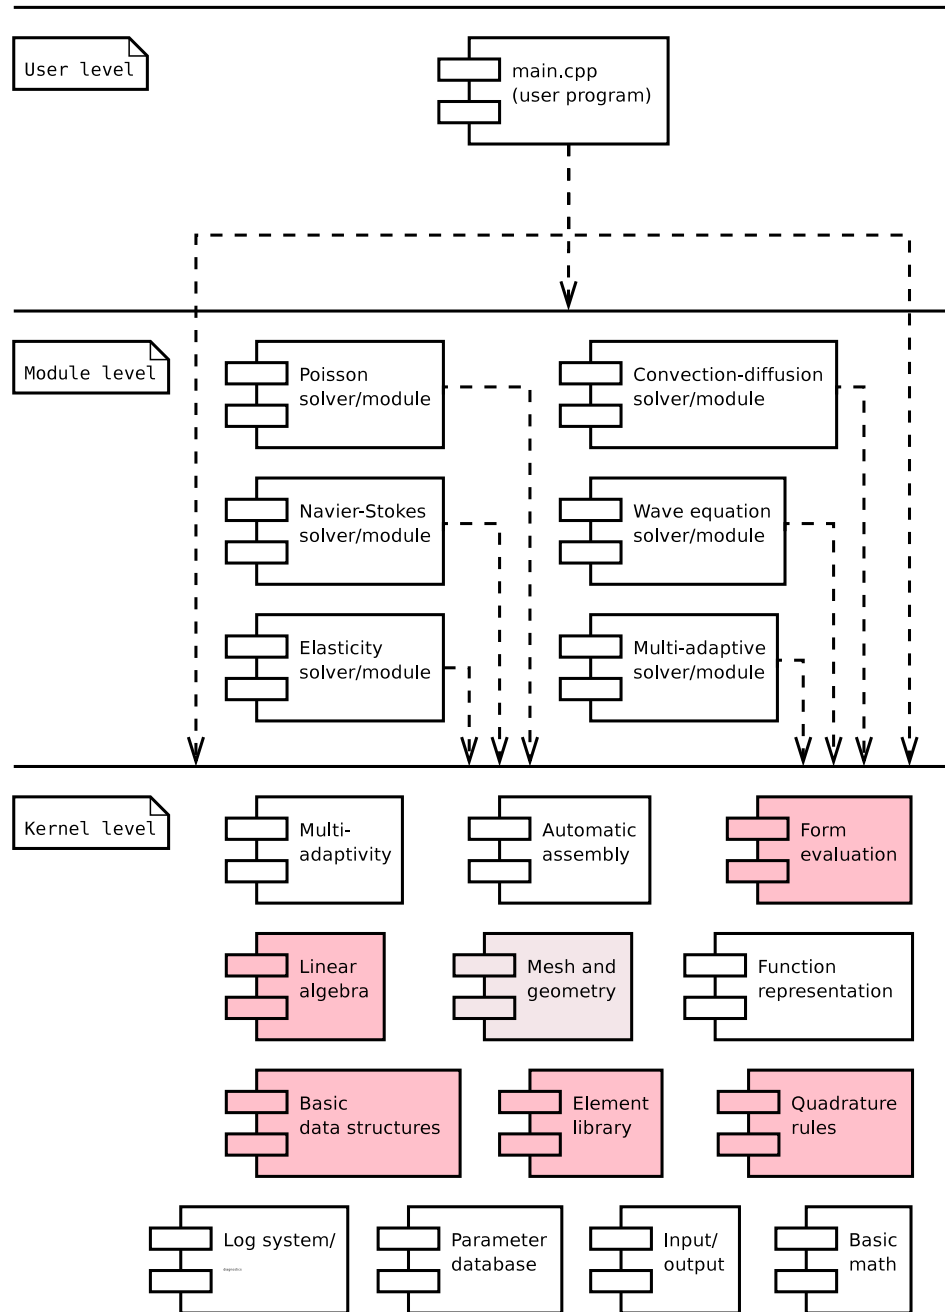 User level
main.cpp
(user program)
Module level
Poisson
solver/module
Convection-diffusion
solver/module
Navier-Stokes
solver/module
Wave equation
solver/module
Elasticity
solver/module
Multi-adaptive
solver/module
Kernel level
Multi-
adaptivity
Automatic
assembly
Form
evaluation
Linear
algebra
Mesh and
geometry
Function
representation
Basic
data structures
Element
library
Quadrature
rules
Log system/
diagnostics
Parameter
database
Input/
output
Basic
math